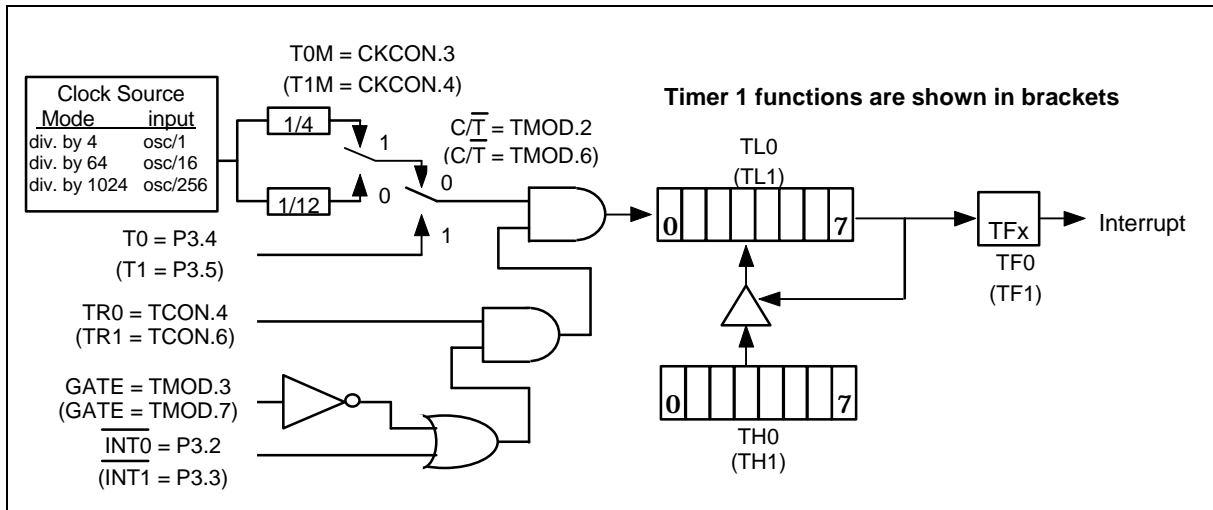 T0M = CKCON.3
(T1M = CKCON.4)
Clock Source
Mode input
div. by 4 osc/1
div. by 64 osc/16
div. by 1024 osc/256
1/4
1/12
1
0
Timer 1 functions are shown in brackets
C/T̅ = TMOD.2
(C/T̅ = TMOD.6)
0
1
T0 = P3.4
(T1 = P3.5)
TL0
(TL1)
0 7
TFx
Interrupt
TF0
(TF1)
TR0 = TCON.4
(TR1 = TCON.6)
GATE = TMOD.3
(GATE = TMOD.7)
I̅N̅T̅0̅ = P3.2
(I̅N̅T̅1̅ = P3.3)
0 7
TH0
(TH1)